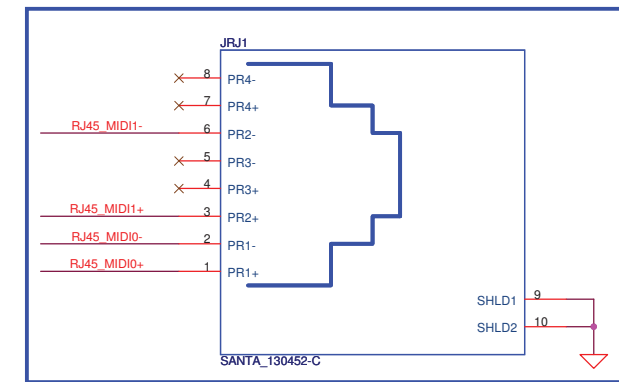 JRJ1
8 PR4-
7 PR4+
RJ45_MIDI1- 6 PR2-
5 PR3-
4 PR3+
RJ45_MIDI1+ 3 PR2+
RJ45_MIDI0- 2 PR1-
RJ45_MIDI0+ 1 PR1+
SHLD1 9
SHLD2 10
SANTA_130452-C